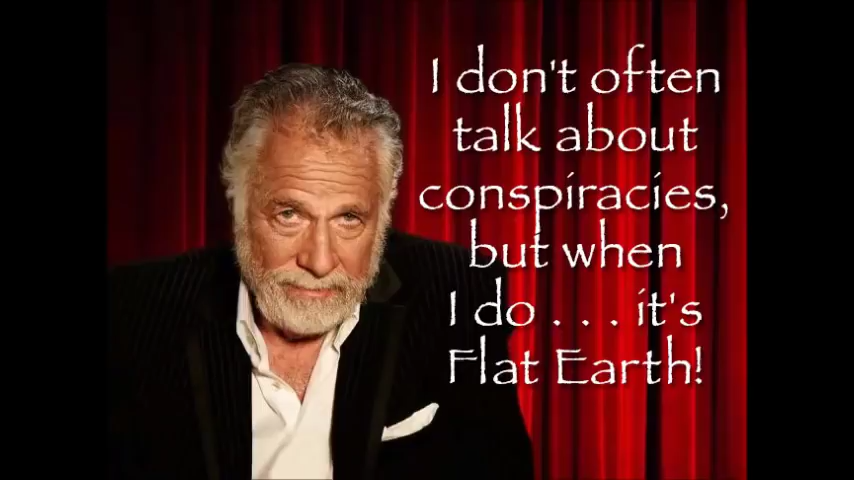 I don't often
talk about
conspiracies,
but when
I do . . . it's
Flat Earth!